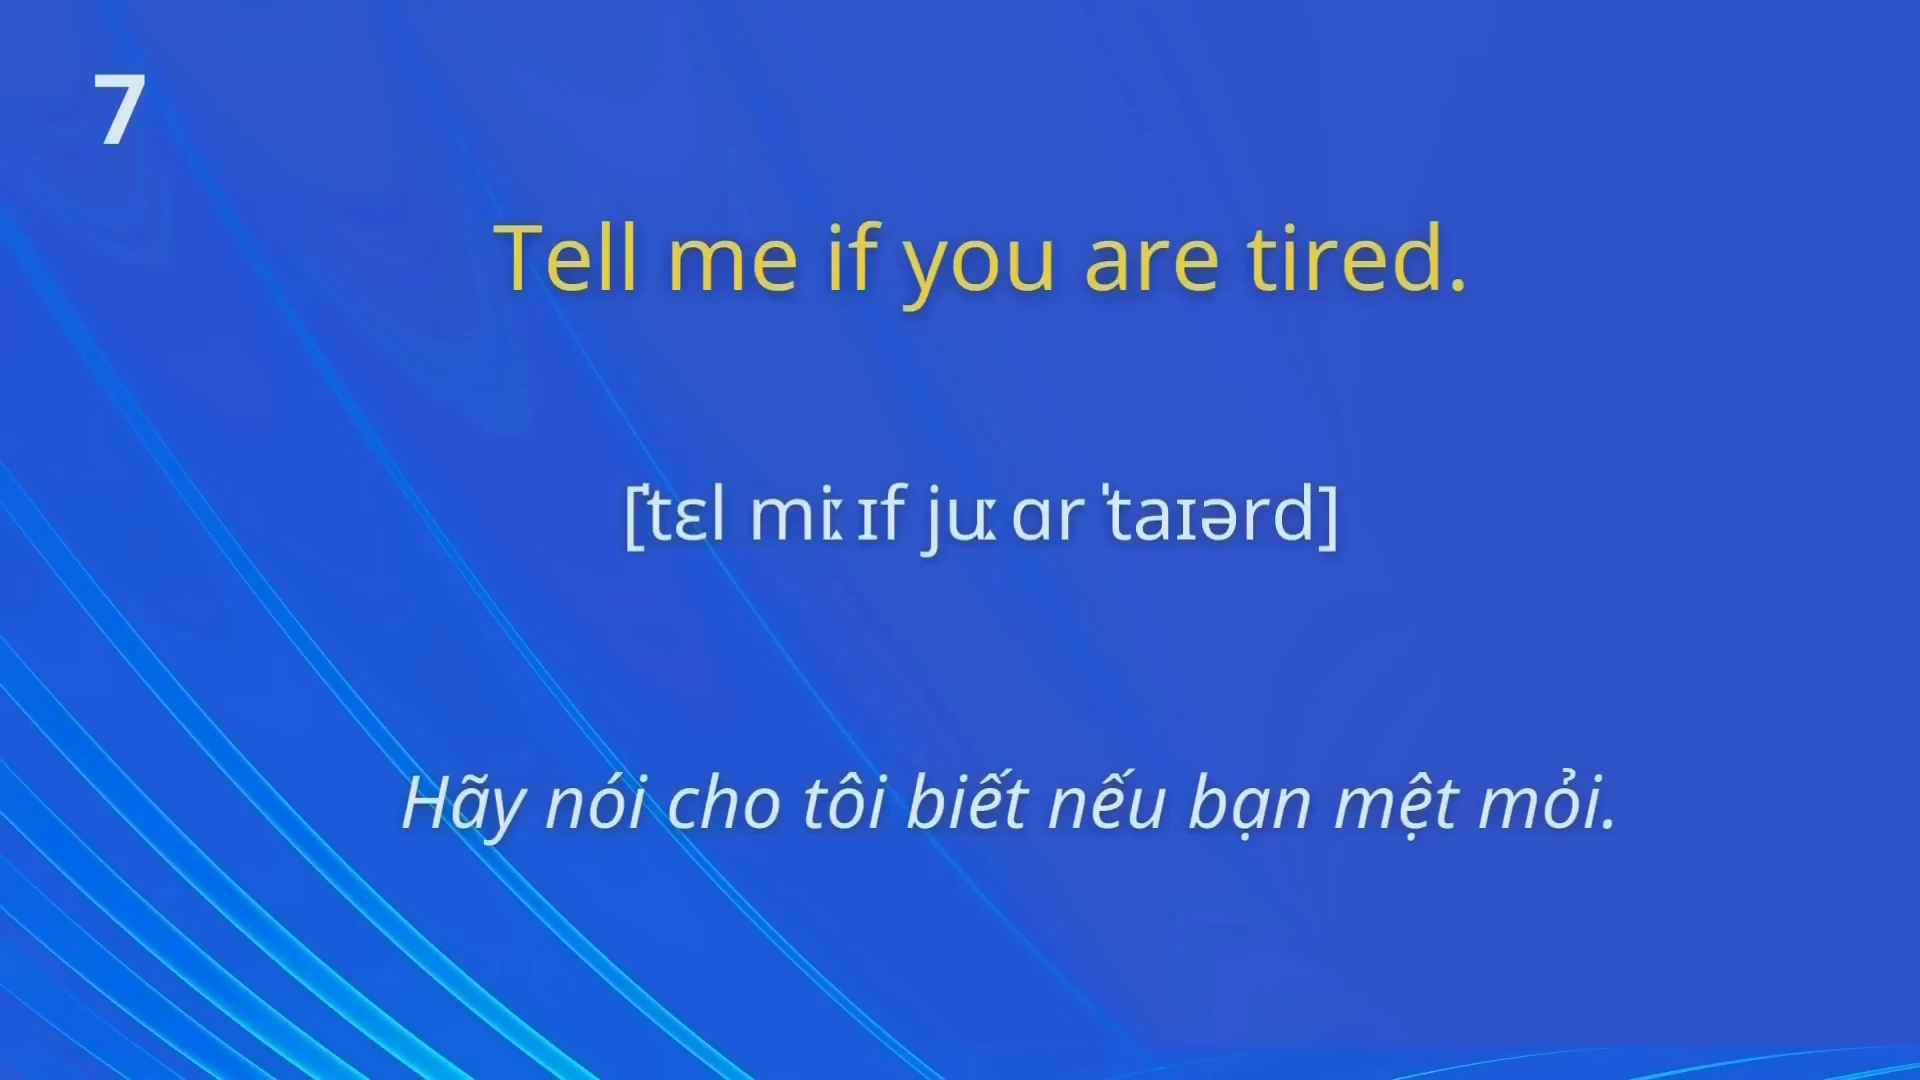 7
Tell me if you are tired.
[ˈtɛl miː ɪf juː ɑr ˈtaɪərd]
Hãy nói cho tôi biết nếu bạn mệt mỏi.